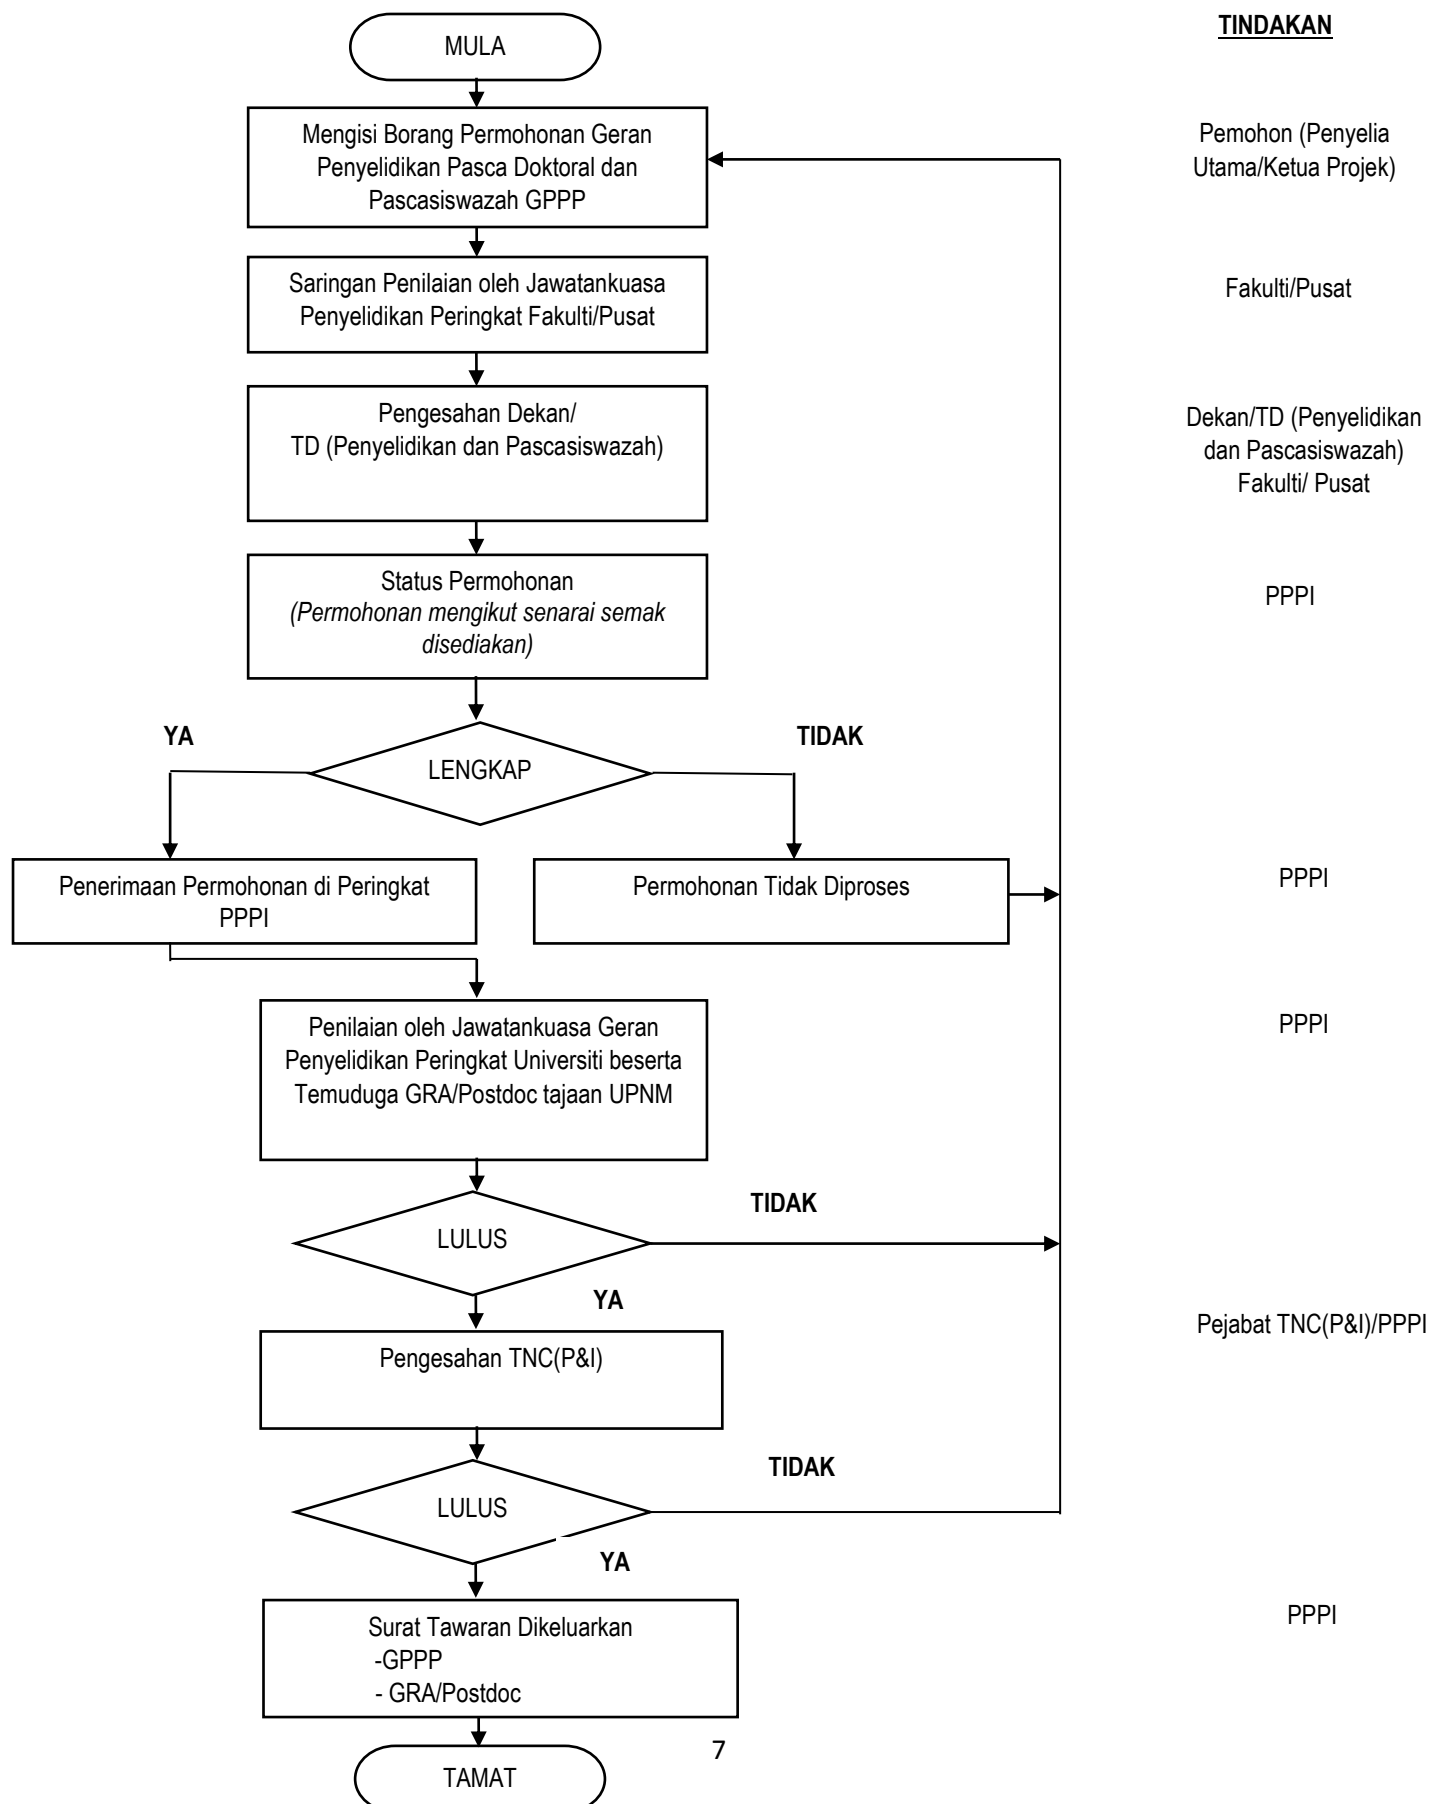 TINDAKAN
MULA
Mengisi Borang Permohonan Geran
Penyelidikan Pasca Doktoral dan
Pascasiswazah GPPP
Pemohon (Penyelia
Utama/Ketua Projek)
Saringan Penilaian oleh Jawatankuasa
Penyelidikan Peringkat Fakulti/Pusat
Fakulti/Pusat
Pengesahan Dekan/
TD (Penyelidikan dan Pascasiswazah)
Dekan/TD (Penyelidikan
dan Pascasiswazah)
Fakulti/ Pusat
Status Permohonan
(Permohonan mengikut senarai semak
disediakan)
PPPI
YA
TIDAK
LENGKAP
Penerimaan Permohonan di Peringkat
PPPI
Permohonan Tidak Diproses
PPPI
Penilaian oleh Jawatankuasa Geran
Penyelidikan Peringkat Universiti beserta
Temuduga GRA/Postdoc tajaan UPNM
PPPI
TIDAK
LULUS
YA
Pengesahan TNC(P&I)
Pejabat TNC(P&I)/PPPI
TIDAK
LULUS
YA
Surat Tawaran Dikeluarkan
-GPPP
- GRA/Postdoc
PPPI
7
TAMAT